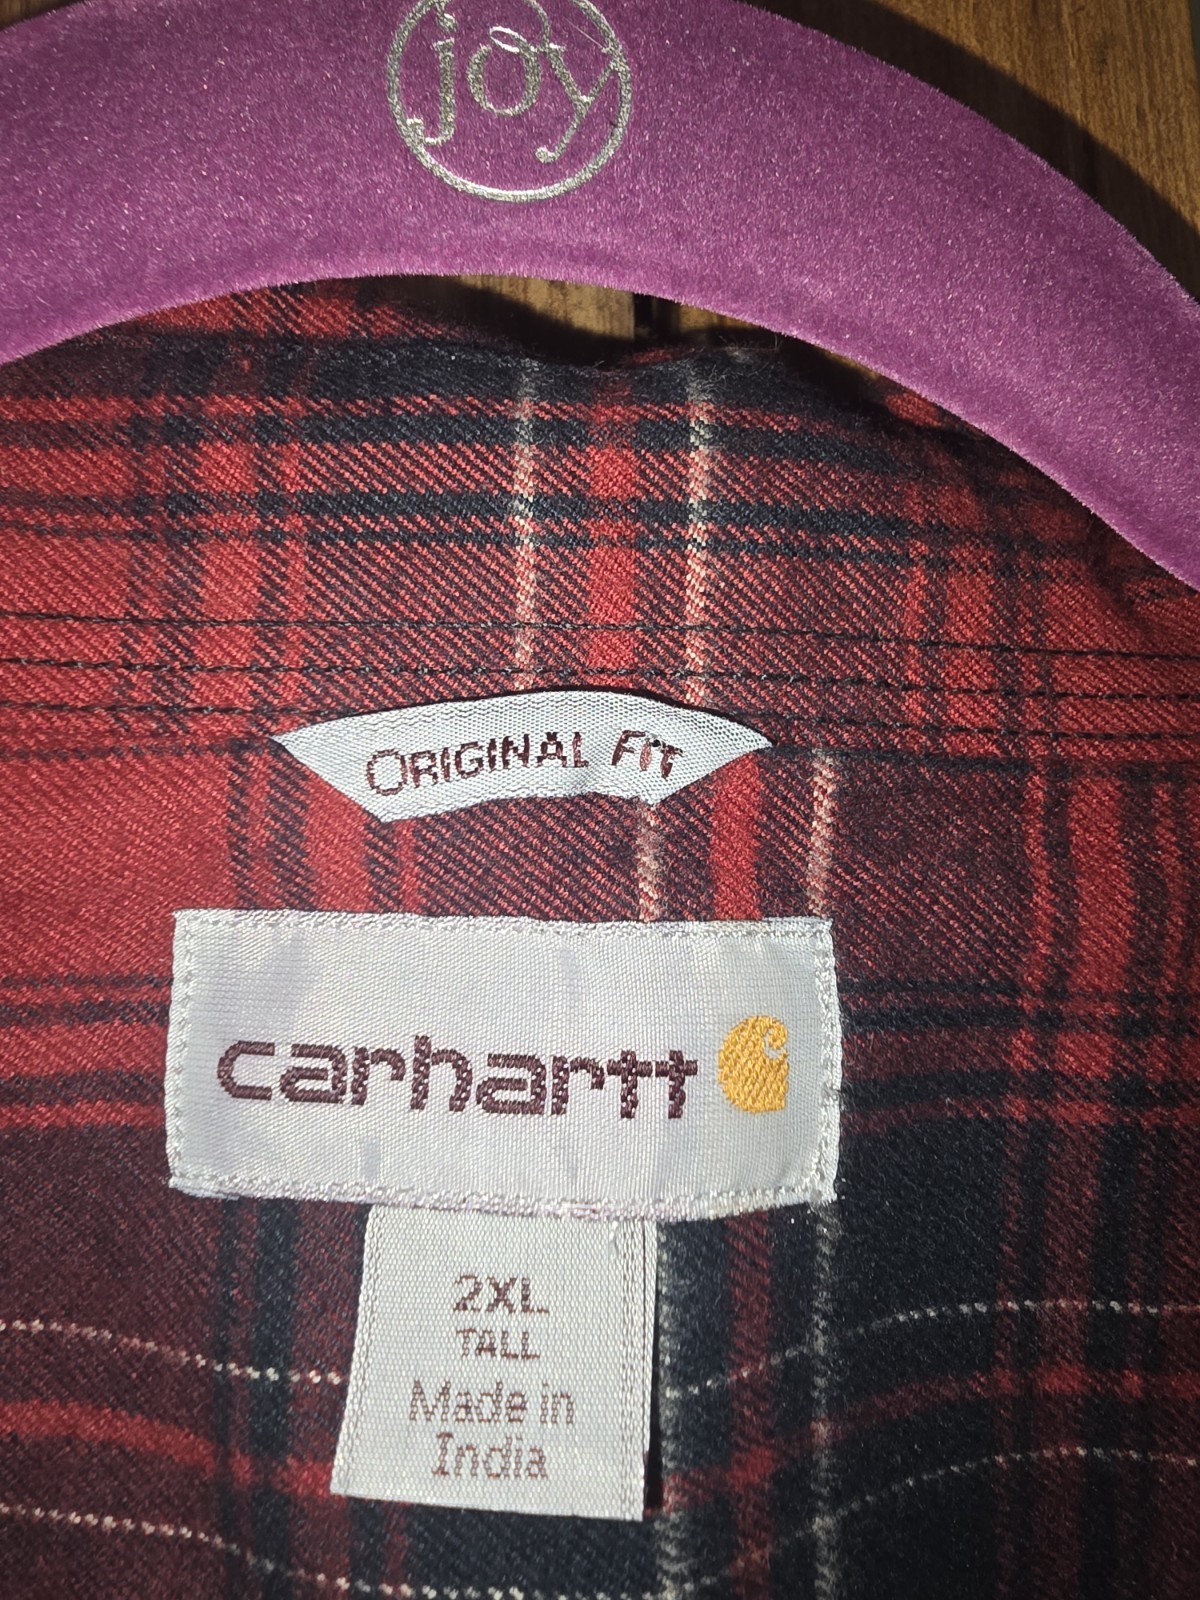 joy
ORIGINAL FIT
carhartt
2XL
TALL
Made in
India